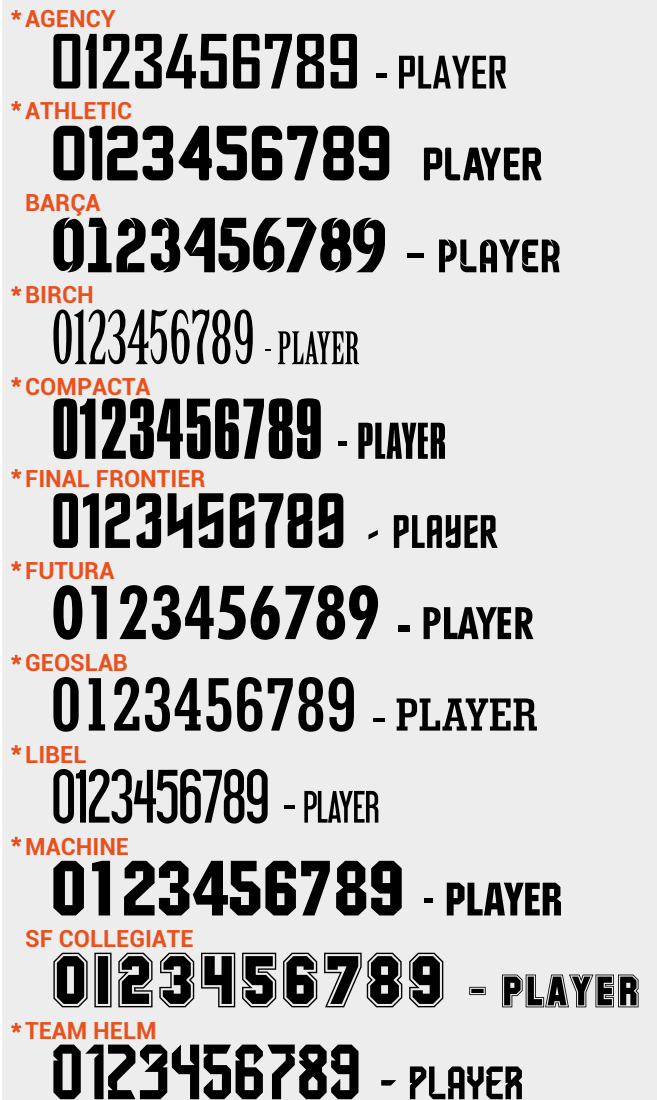 *AGENCY
0123456789 - PLAYER
*ATHLETIC
0123456789 PLAYER
BARÇA
0123456789 - PLAYER
*BIRCH
0123456789 - PLAYER
*COMPACTA
0123456789 - PLAYER
*FINAL FRONTIER
0123456789 - PLAYER
*FUTURA
0123456789 - PLAYER
*GEOSLAB
0123456789 - PLAYER
*LIBEL
0123456789 - PLAYER
*MACHINE
0123456789 - PLAYER
SF COLLEGIATE
0123456789 - PLAYER
*TEAM HELM
0123456789 - PLAYER